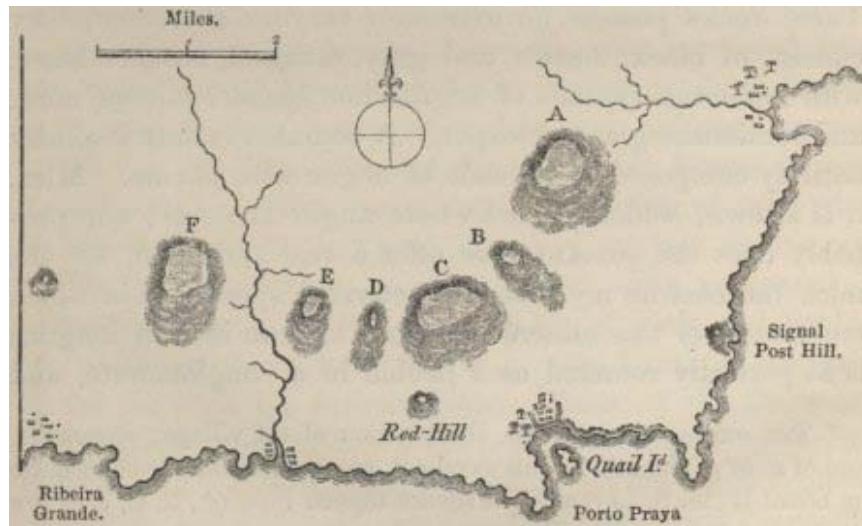 Miles.
1 2
A
B
F
C
E
D
Signal
Post Hill.
Red-Hill
Quail Iᵈ
Ribeira
Grande.
Porto Praya